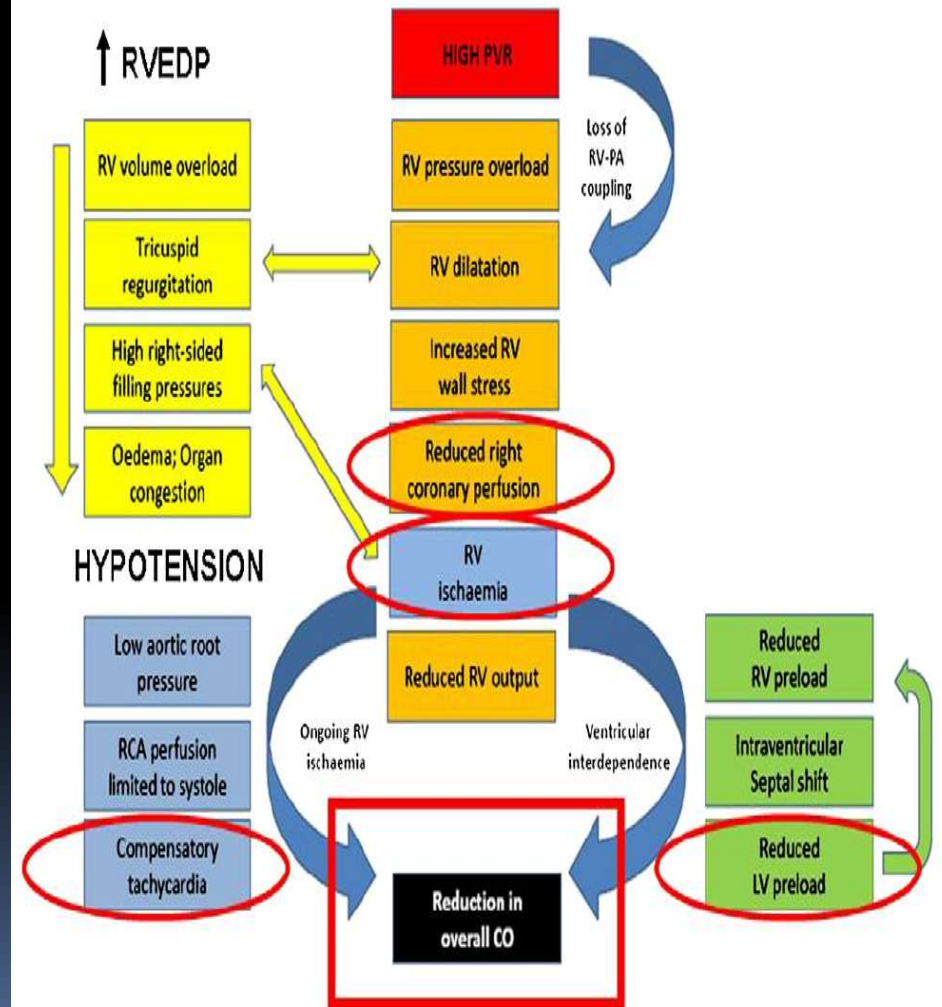 ↑ RVEDP
RV volume overload
Tricuspid
regurgitation
High right-sided
filling pressures
Oedema; Organ
congestion
HYPOTENSION
Low aortic root
pressure
RCA perfusion
limited to systole
Compensatory
tachycardia
HIGH PVR
RV pressure overload
RV dilatation
Increased RV
wall stress
Reduced right
coronary perfusion
RV
ischaemia
Reduced RV output
Loss of
RV-PA
coupling
Ongoing RV
ischaemia
Ventricular
interdependence
Reduction in
overall CO
Reduced
RV preload
Intraventricular
Septal shift
Reduced
LV preload